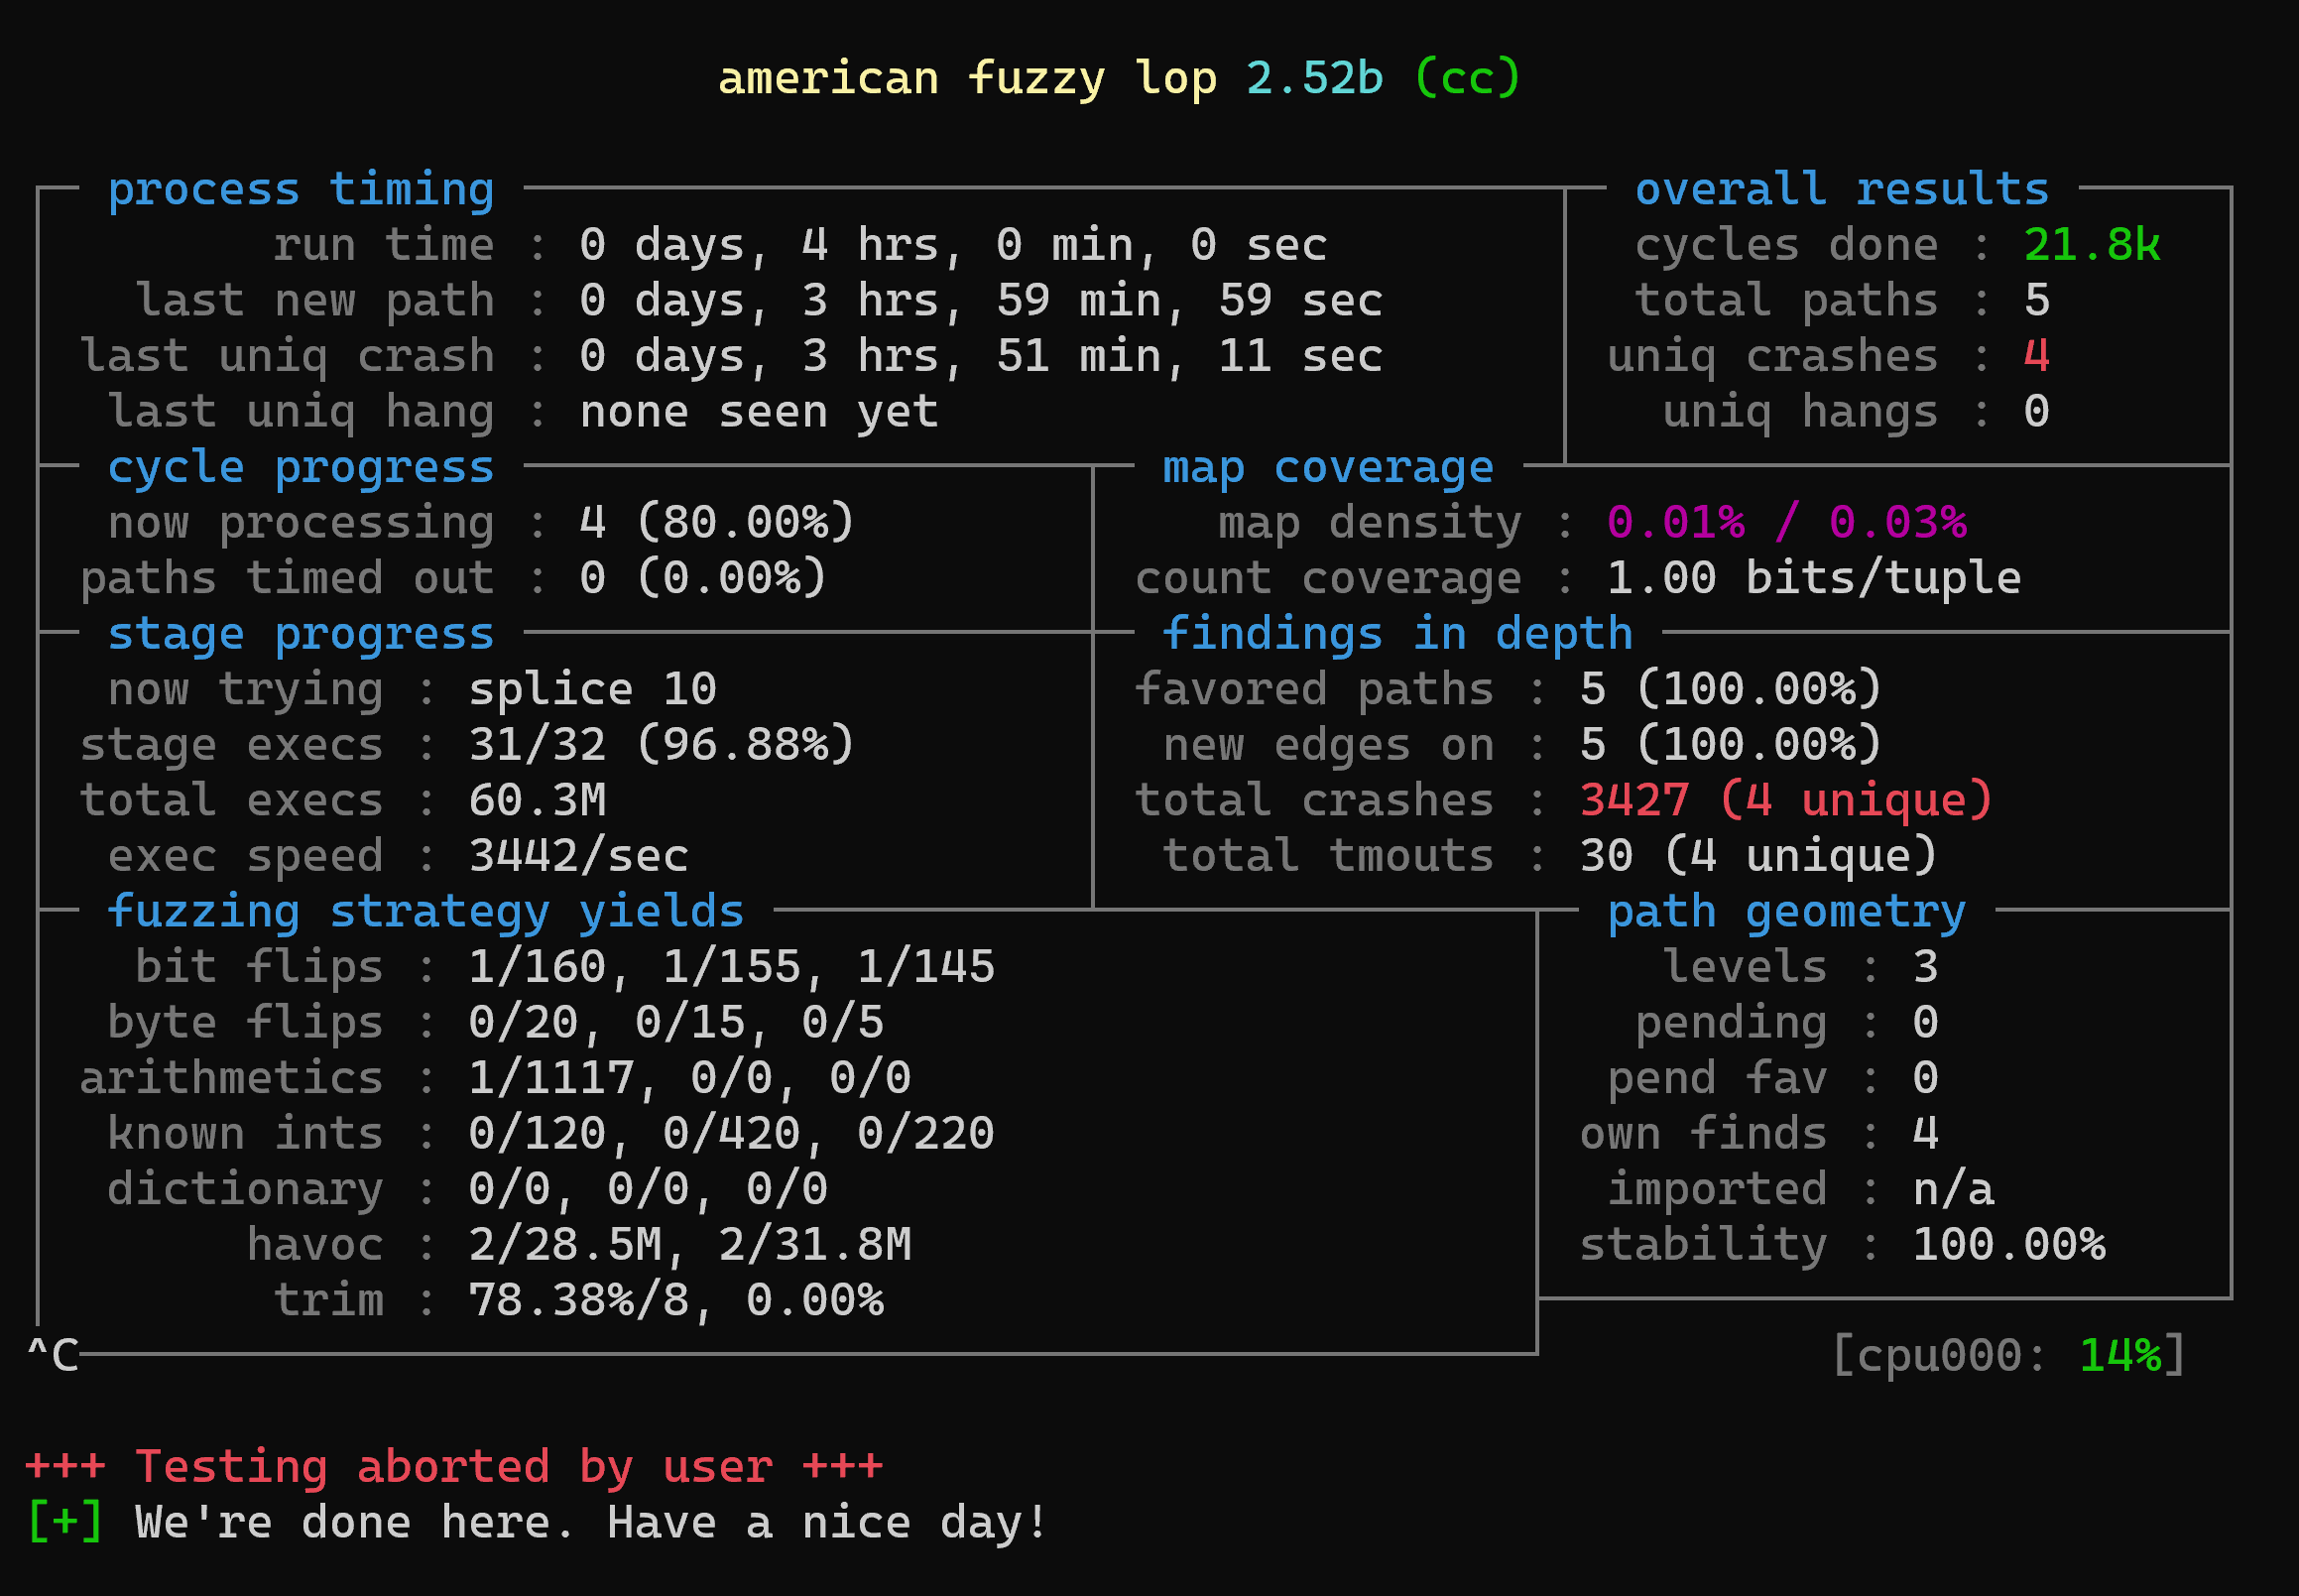 american fuzzy lop 2.52b (cc)
process timing
run time : 0 days, 4 hrs, 0 min, 0 sec
last new path : 0 days, 3 hrs, 59 min, 59 sec
last uniq crash : 0 days, 3 hrs, 51 min, 11 sec
last uniq hang : none seen yet
overall results
cycles done : 21.8k
total paths : 5
uniq crashes : 4
uniq hangs : 0
cycle progress
now processing : 4 (80.00%)
paths timed out : 0 (0.00%)
map coverage
map density : 0.01% / 0.03%
count coverage : 1.00 bits/tuple
stage progress
now trying : splice 10
stage execs : 31/32 (96.88%)
total execs : 60.3M
exec speed : 3442/sec
findings in depth
favored paths : 5 (100.00%)
new edges on : 5 (100.00%)
total crashes : 3427 (4 unique)
total tmouts : 30 (4 unique)
fuzzing strategy yields
bit flips : 1/160, 1/155, 1/145
byte flips : 0/20, 0/15, 0/5
arithmetics : 1/1117, 0/0, 0/0
known ints : 0/120, 0/420, 0/220
dictionary : 0/0, 0/0, 0/0
havoc : 2/28.5M, 2/31.8M
trim : 78.38%/8, 0.00%
path geometry
levels : 3
pending : 0
pend fav : 0
own finds : 4
imported : n/a
stability : 100.00%
^C
[cpu000: 14%]
+++ Testing aborted by user +++
[+] We're done here. Have a nice day!